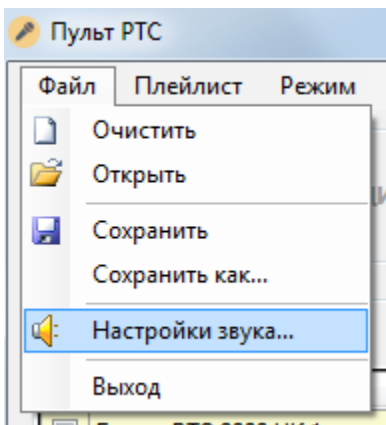 Пульт РТС
Файл Плейлист Режим
Очистить
Открыть
Сохранить
Сохранить как...
Настройки звука...
Выход